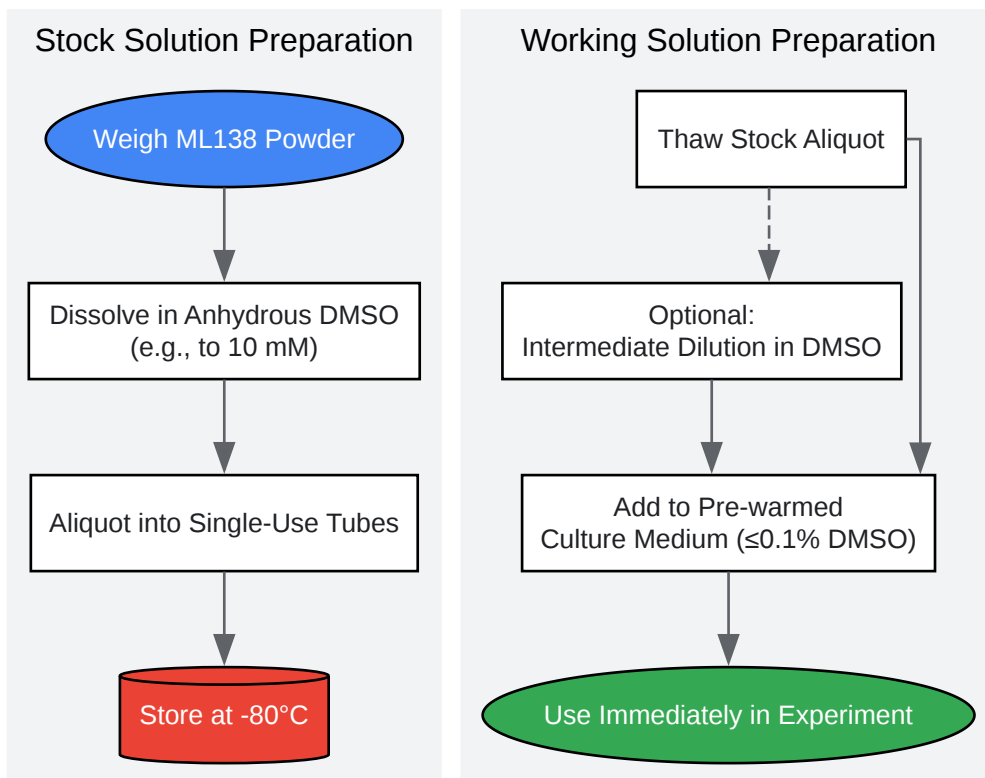 Stock Solution Preparation
Weigh ML138 Powder
Dissolve in Anhydrous DMSO
(e.g., to 10 mM)
Aliquot into Single-Use Tubes
Store at -80°C
Working Solution Preparation
Thaw Stock Aliquot
Optional:
Intermediate Dilution in DMSO
Add to Pre-warmed
Culture Medium (≤0.1% DMSO)
Use Immediately in Experiment